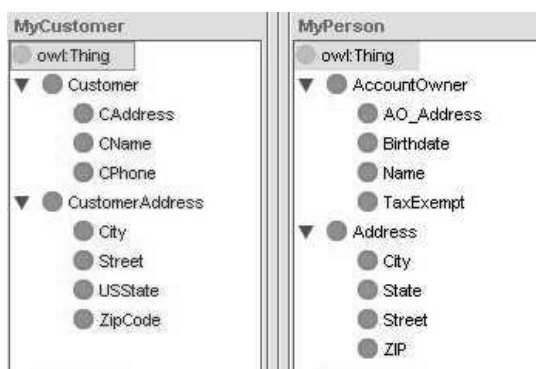 MyCustomer
owl:Thing
Customer
CAddress
CName
CPhone
CustomerAddress
City
Street
USState
ZipCode
MyPerson
owl:Thing
AccountOwner
AO_Address
Birthdate
Name
TaxExempt
Address
City
State
Street
ZIP